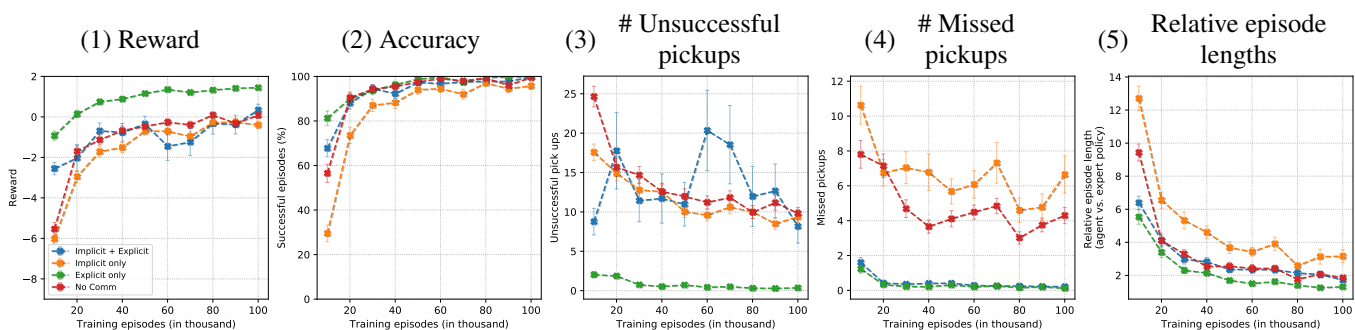 (1) Reward
(2) Accuracy
(3) # Unsuccessful
pickups
(4) # Missed
pickups
(5) Relative episode
lengths
2
0
−2
−4
−6
−8
Reward
Implicit + Explicit
Implicit only
Explicit only
No Comm
20 40 60 80 100
Training episodes (in thousand)
100
80
60
40
20
0
Successful episodes (%)
20 40 60 80 100
Training episodes (in thousand)
25
20
15
10
5
0
Unsuccessful pick ups
20 40 60 80 100
Training episodes (in thousand)
12
10
8
6
4
2
0
Missed pickups
20 40 60 80 100
Training episodes (in thousand)
14
12
10
8
6
4
2
Relative episode length
(agent vs. expert policy)
20 40 60 80 100
Training episodes (in thousand)